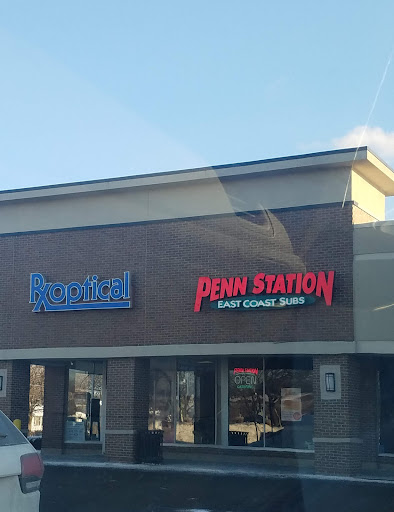 Rxoptical
PENN STATION
EAST COAST SUBS
OPEN